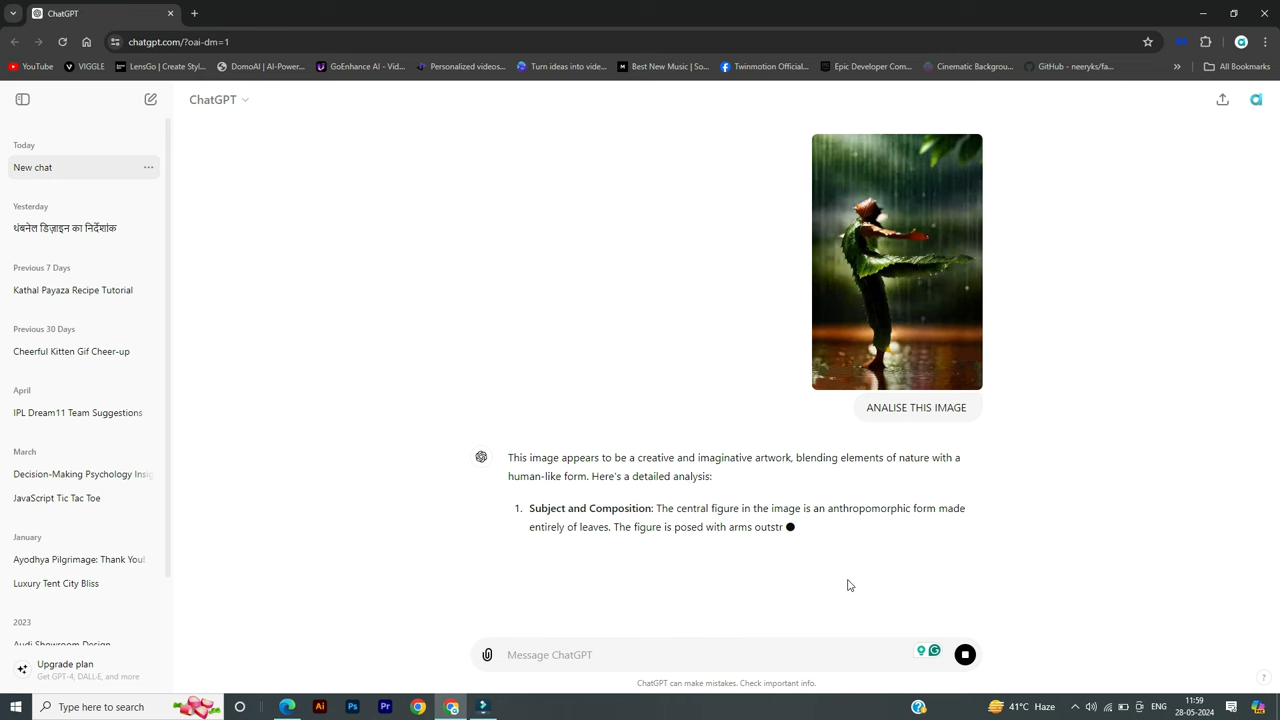 ChatGPT
chatgpt.com/?oai-dm=1
YouTube
VIGGLE
LensGo | Create Styl...
DomoAI | AI-Power...
GoEnhance AI - Vid...
Personalized videos...
Turn ideas into vide...
Best New Music | So...
Twinmotion Official...
Epic Developer Com...
Cinematic Backgrou...
GitHub - neeryks/fa...
All Bookmarks
ChatGPT
Today
New chat
Yesterday
थंबनेल डिज़ाइन का निर्देशांक
Previous 7 Days
Kathal Payaza Recipe Tutorial
Previous 30 Days
Cheerful Kitten Gif Cheer-up
April
IPL Dream11 Team Suggestions
March
Decision-Making Psychology Insig
JavaScript Tic Tac Toe
January
Ayodhya Pilgrimage: Thank You!
Luxury Tent City Bliss
2023
Audi Showroom Design
Upgrade plan
Get GPT-4, DALL·E, and more
ANALISE THIS IMAGE
This image appears to be a creative and imaginative artwork, blending elements of nature with a
human-like form. Here's a detailed analysis:
1. Subject and Composition: The central figure in the image is an anthropomorphic form made
entirely of leaves. The figure is posed with arms outstr
Message ChatGPT
ChatGPT can make mistakes. Check important info.
?
Type here to search
Ai
Ps
Pr
41°C Haze
ENG
11:59
28-05-2024